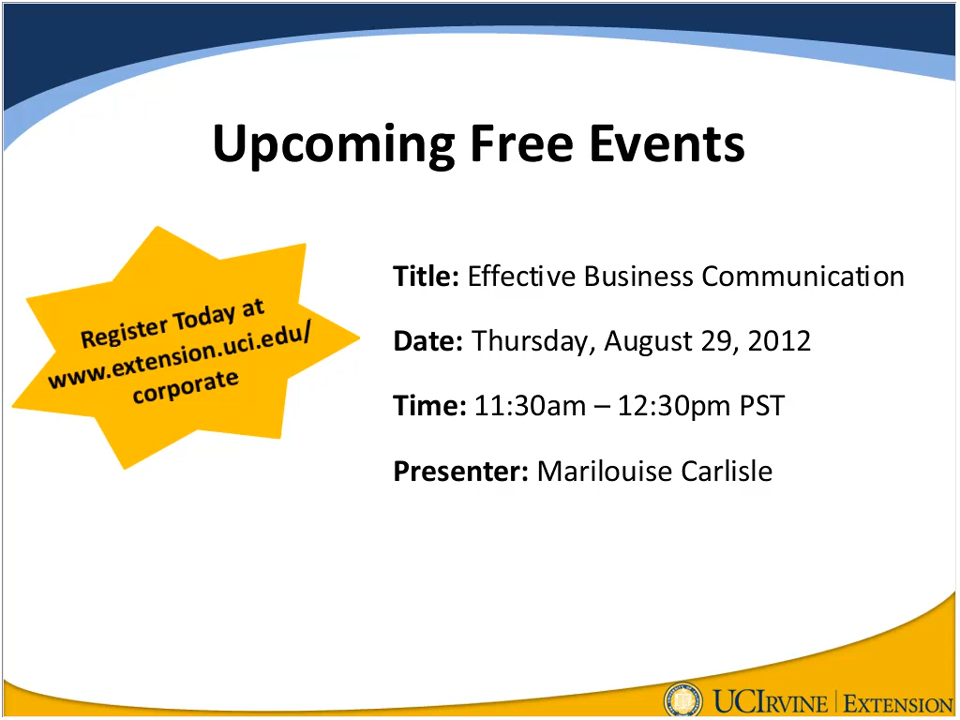 Upcoming Free Events
Register Today at
www.extension.uci.edu/
corporate
Title: Effective Business Communication
Date: Thursday, August 29, 2012
Time: 11:30am – 12:30pm PST
Presenter: Marilouise Carlisle
UCIRVINE | EXTENSION